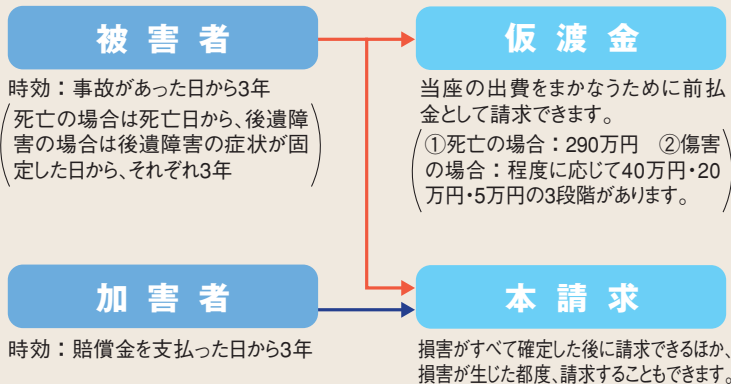 被害者
時効：事故があった日から3年
（死亡の場合は死亡日から、後遺障
害の場合は後遺障害の症状が固
定した日から、それぞれ3年）
仮渡金
当座の出費をまかなうために前払
金として請求できます。
（①死亡の場合：290万円　②傷害
の場合：程度に応じて40万円・20
万円・5万円の3段階があります。）
加害者
時効：賠償金を支払った日から3年
本請求
損害がすべて確定した後に請求できるほか、
損害が生じた都度、請求することもできます。